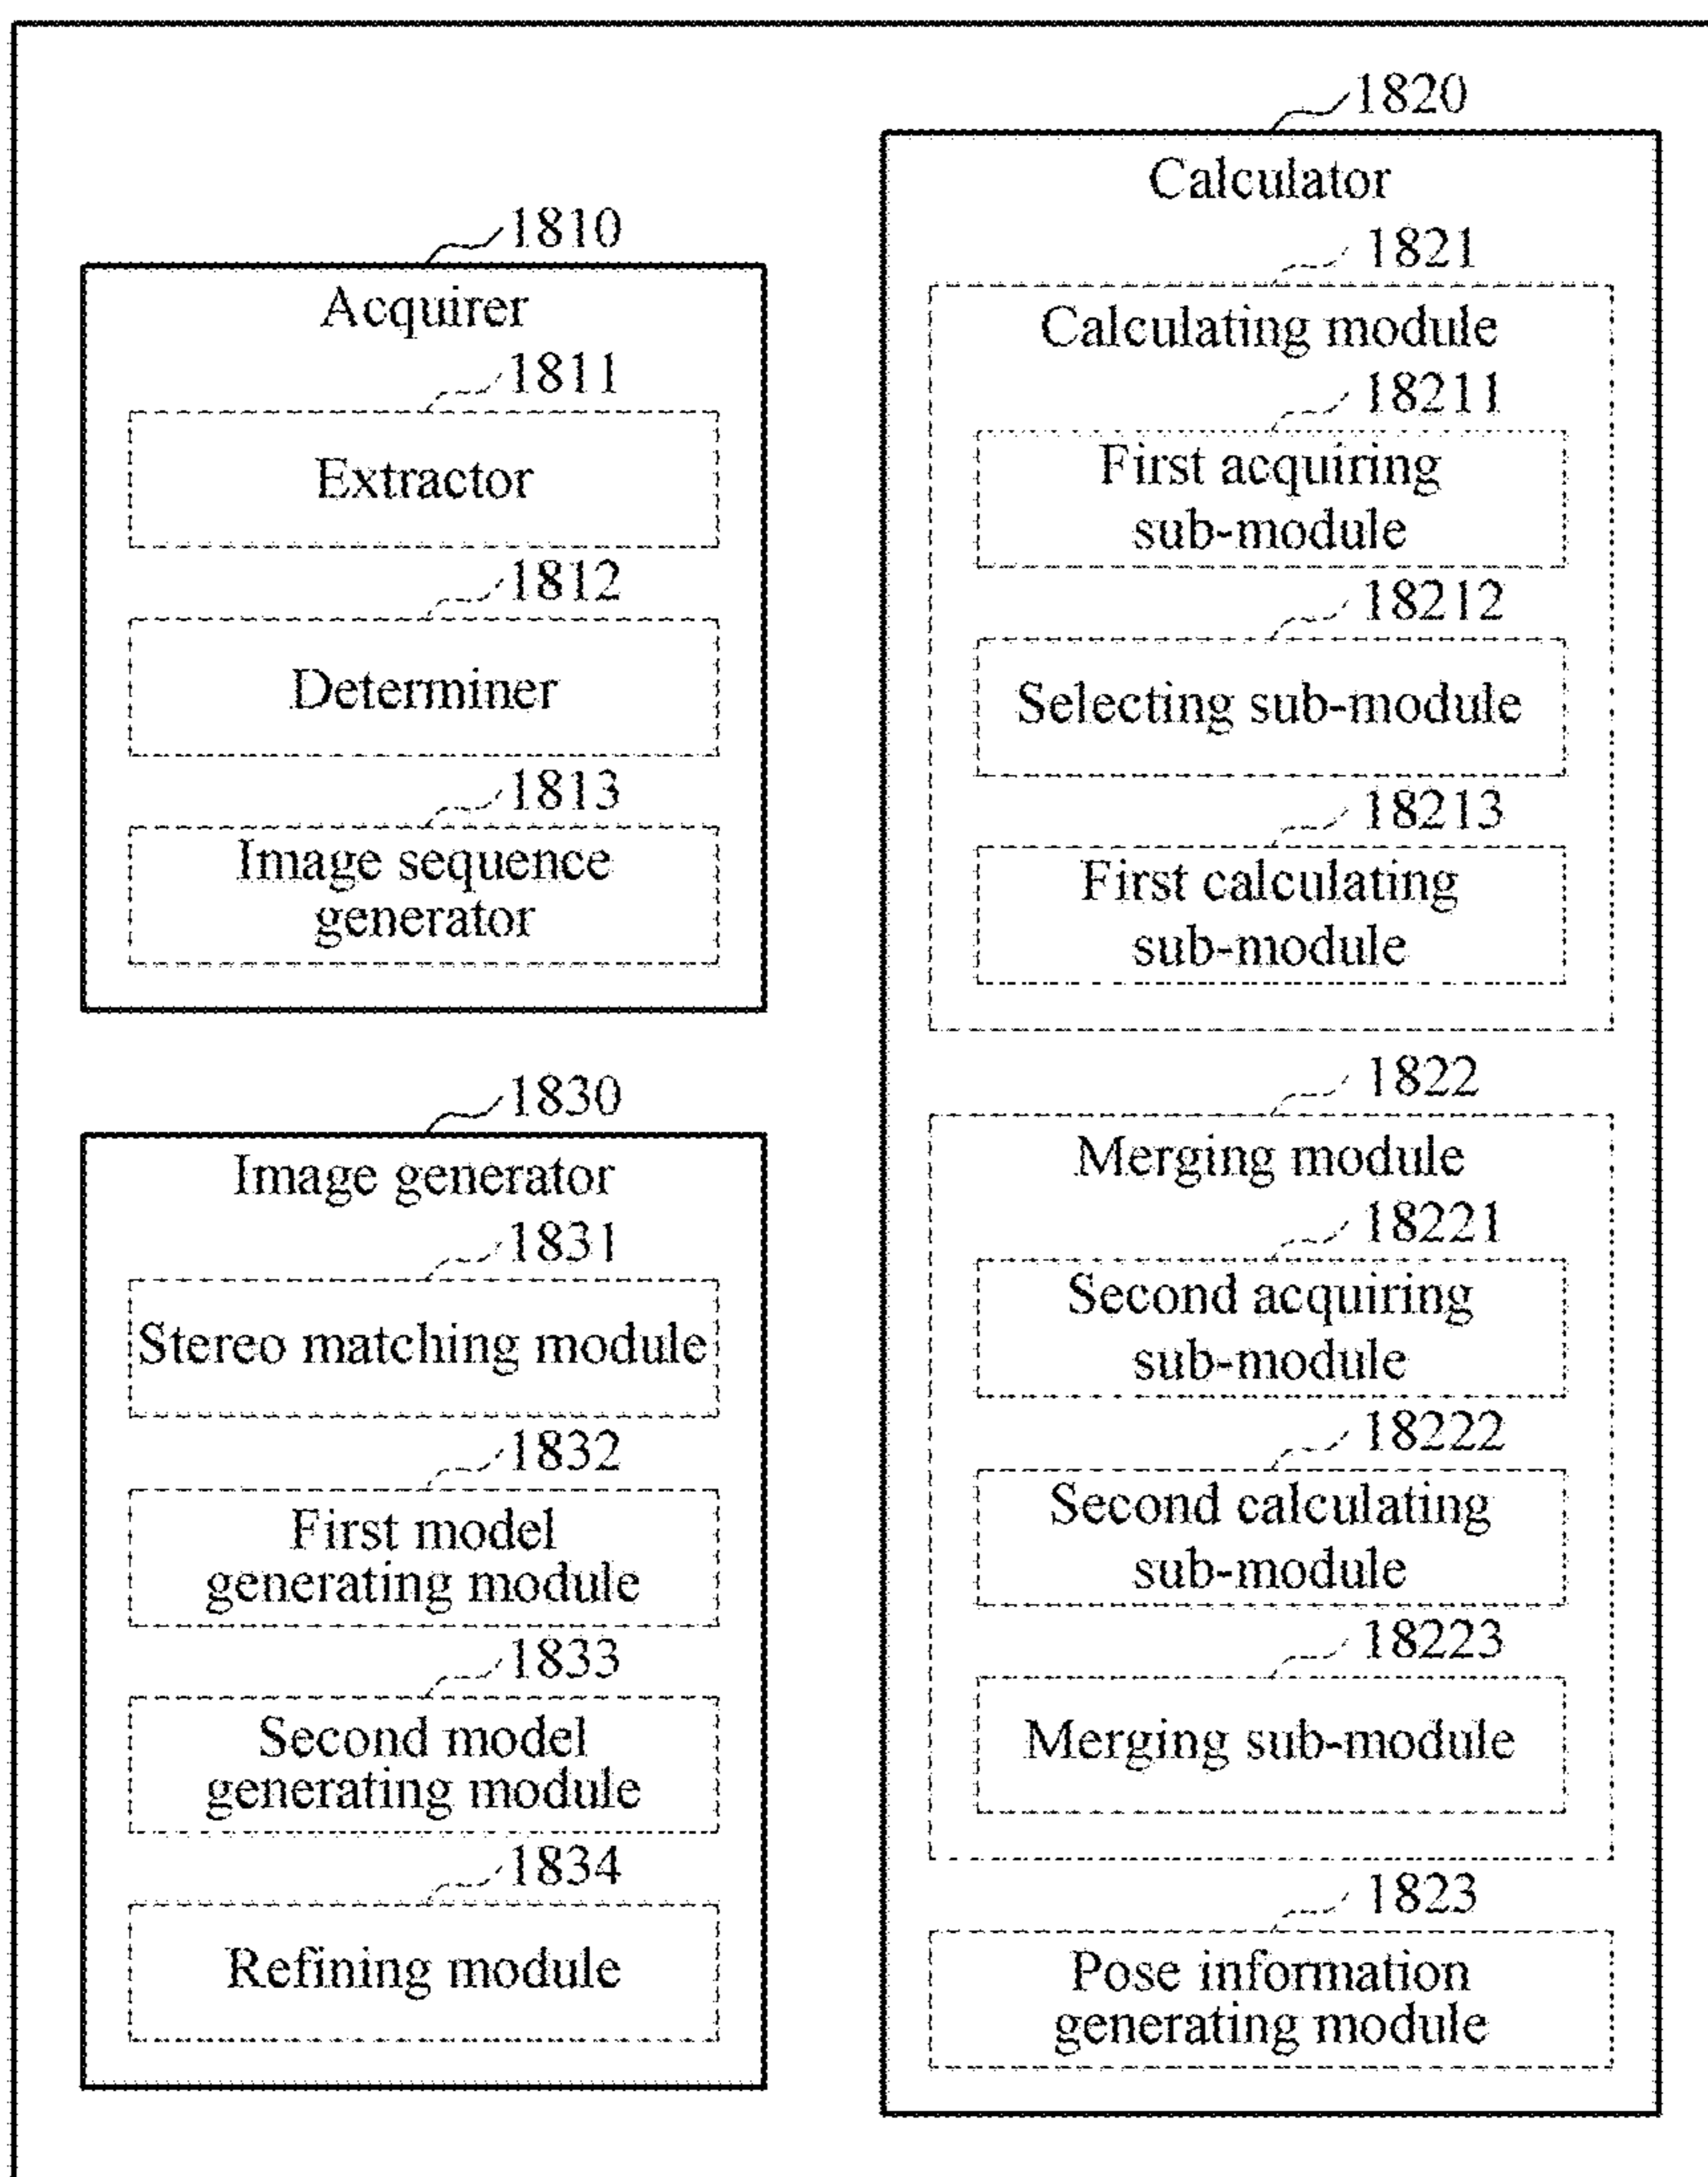 1810
Acquirer
1811
Extractor
1812
Determiner
1813
Image sequence
generator
1830
Image generator
1831
Stereo matching module
1832
First model
generating module
1833
Second model
generating module
1834
Refining module
1820
Calculator
1821
Calculating module
18211
First acquiring
sub-module
18212
Selecting sub-module
18213
First calculating
sub-module
1822
Merging module
18221
Second acquiring
sub-module
18222
Second calculating
sub-module
18223
Merging sub-module
1823
Pose information
generating module